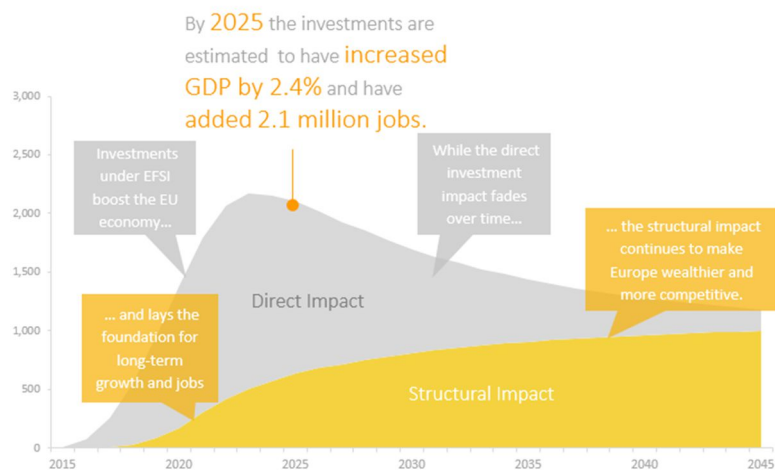 By 2025 the investments are
estimated to have increased
GDP by 2.4% and have
added 2.1 million jobs.
3,000
2,500
2,000
1,500
1,000
500
0
Investments
under EFSI
boost the EU
economy...
While the direct
investment
impact fades
over time...
... the structural impact
continues to make
Europe wealthier and
more competitive.
... and lays the
foundation for
long-term
growth and jobs
Direct Impact
Structural Impact
2015
2020
2025
2030
2035
2040
2045